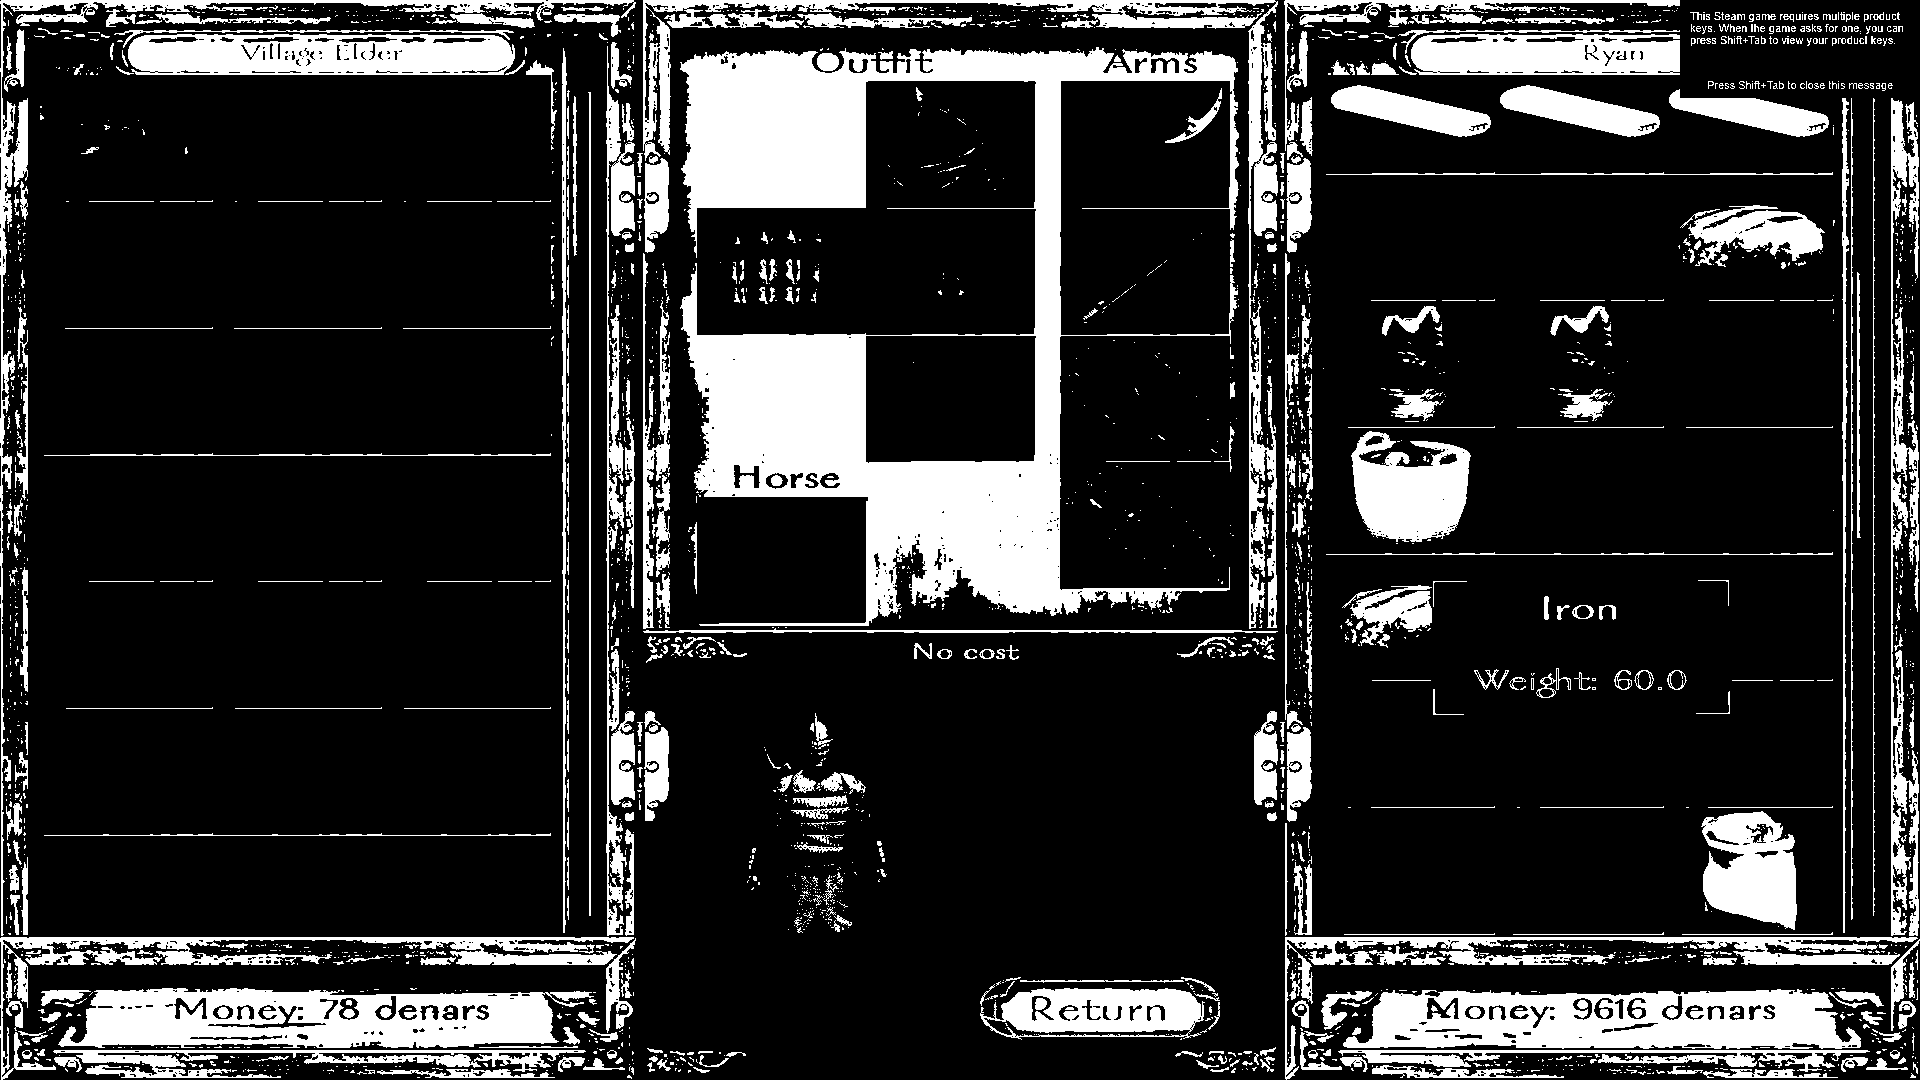 Village Elder
Outfit
Arms
Ryan
This Steam game requires multiple product
keys. When the game asks for one, you can
press Shift+Tab to view your product keys.
Press Shift+Tab to close this message
Horse
Iron
Weight: 60.0
No cost
Return
Money: 78 denars
Money: 9616 denars